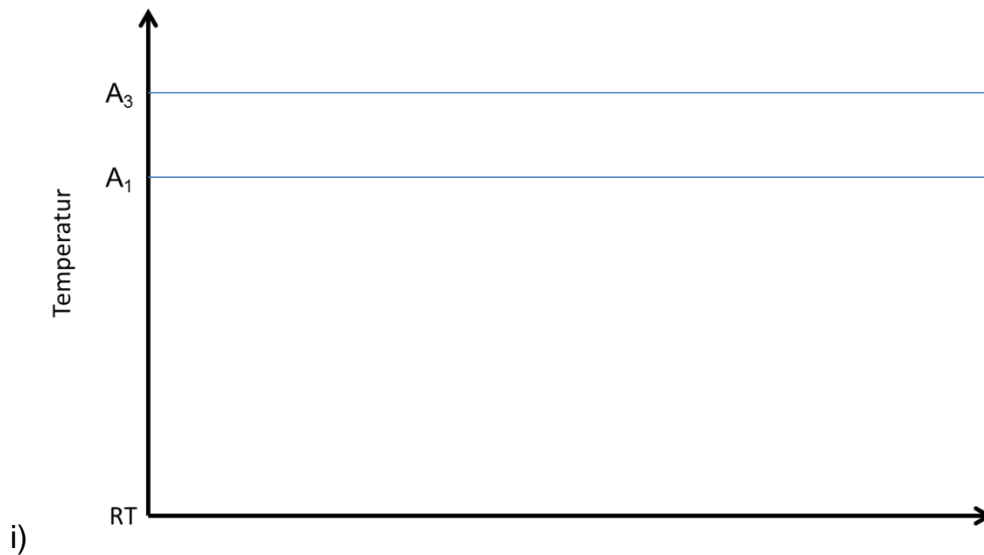 A₃
A₁
Temperatur
RT
i)